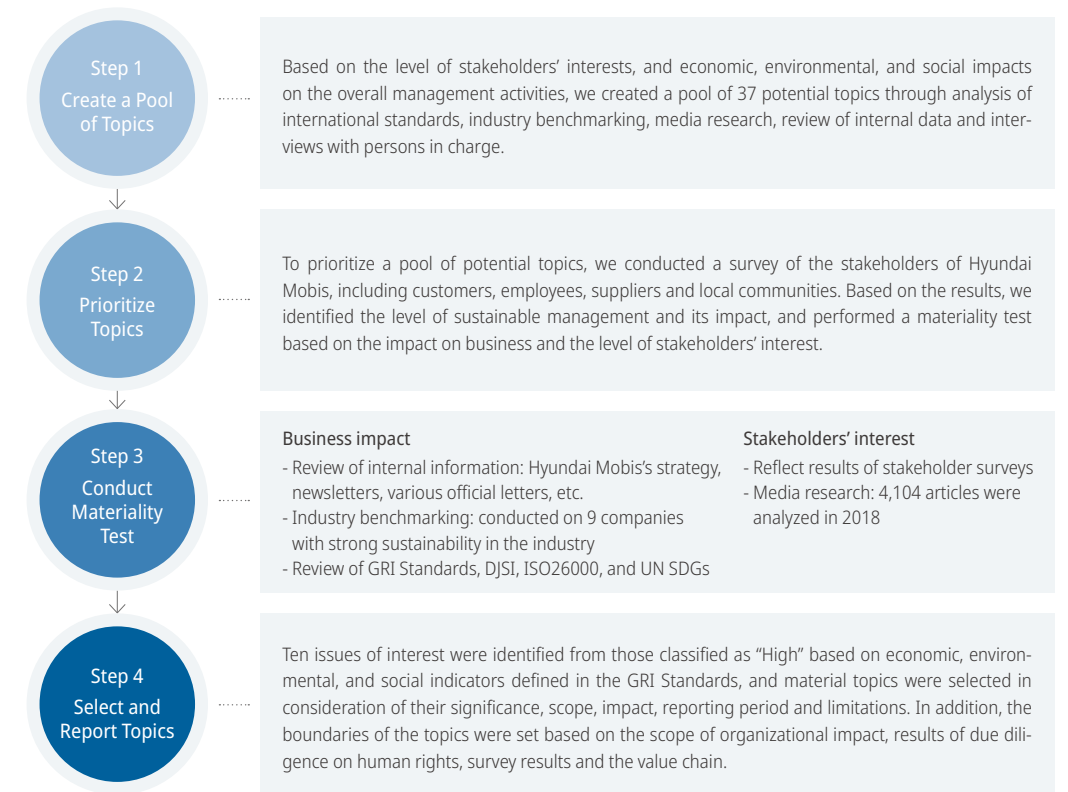 Step 1
Create a Pool
of Topics
Based on the level of stakeholders’ interests, and economic, environmental, and social impacts
on the overall management activities, we created a pool of 37 potential topics through analysis of
international standards, industry benchmarking, media research, review of internal data and inter-
views with persons in charge.
Step 2
Prioritize
Topics
To prioritize a pool of potential topics, we conducted a survey of the stakeholders of Hyundai
Mobis, including customers, employees, suppliers and local communities. Based on the results, we
identified the level of sustainable management and its impact, and performed a materiality test
based on the impact on business and the level of stakeholders’ interest.
Step 3
Conduct
Materiality
Test
Business impact
- Review of internal information: Hyundai Mobis’s strategy,
newsletters, various official letters, etc.
- Industry benchmarking: conducted on 9 companies
with strong sustainability in the industry
- Review of GRI Standards, DJSI, ISO26000, and UN SDGs
Stakeholders’ interest
- Reflect results of stakeholder surveys
- Media research: 4,104 articles were
analyzed in 2018
Step 4
Select and
Report Topics
Ten issues of interest were identified from those classified as “High” based on economic, environ-
mental, and social indicators defined in the GRI Standards, and material topics were selected in
consideration of their significance, scope, impact, reporting period and limitations. In addition, the
boundaries of the topics were set based on the scope of organizational impact, results of due dili-
gence on human rights, survey results and the value chain.